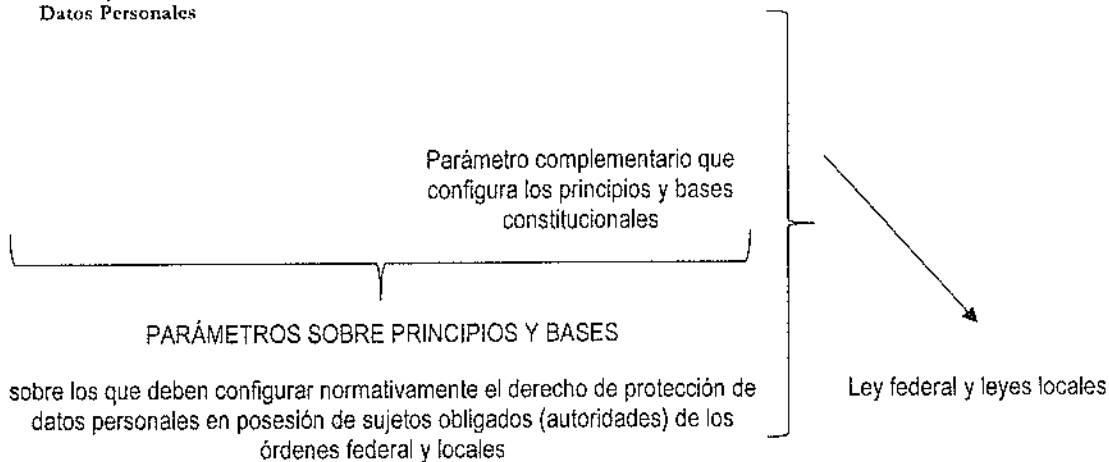 Datos Personales
Parámetro complementario que
configura los principios y bases
constitucionales
PARÁMETROS SOBRE PRINCIPIOS Y BASES
sobre los que deben configurar normativamente el derecho de protección de
datos personales en posesión de sujetos obligados (autoridades) de los
órdenes federal y locales
Ley federal y leyes locales